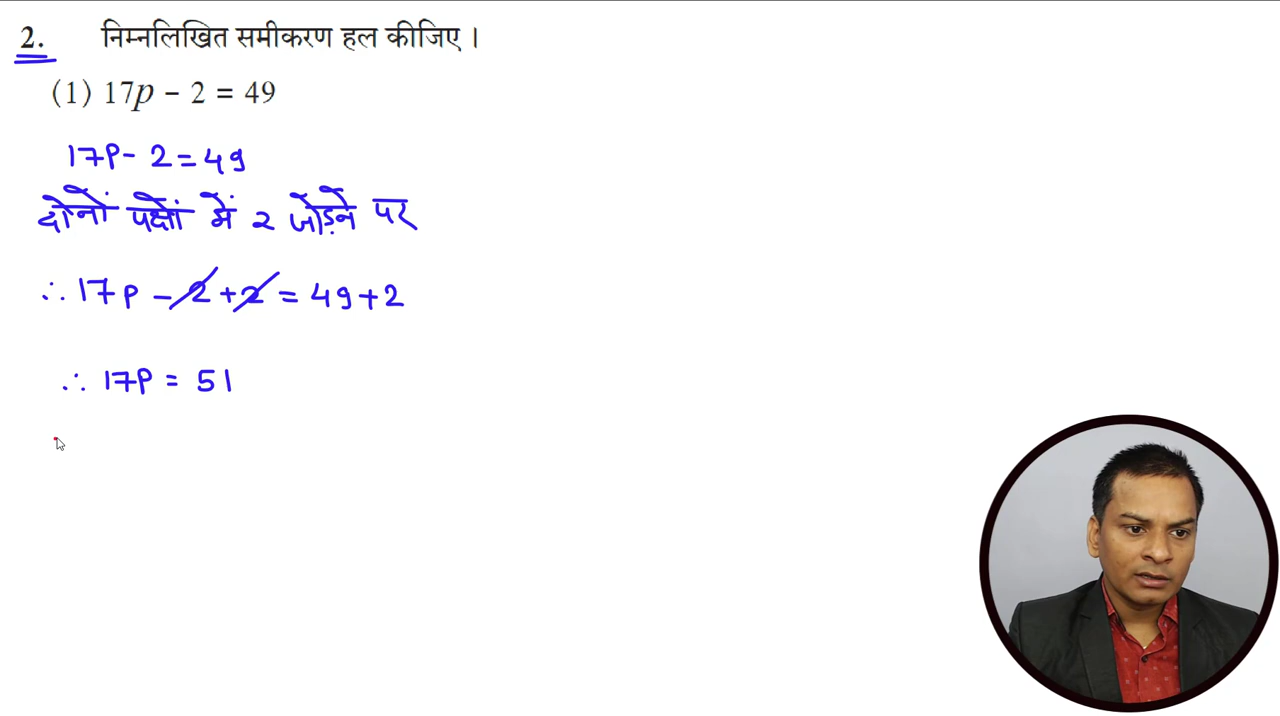 2. निम्नलिखित समीकरण हल कीजिए ।
(1) 17p − 2 = 49
17P - 2 = 49
दोनों पक्षों में 2 जोड़ने पर
∴ 17P - 2 + 2 = 49 + 2
∴ 17P = 51